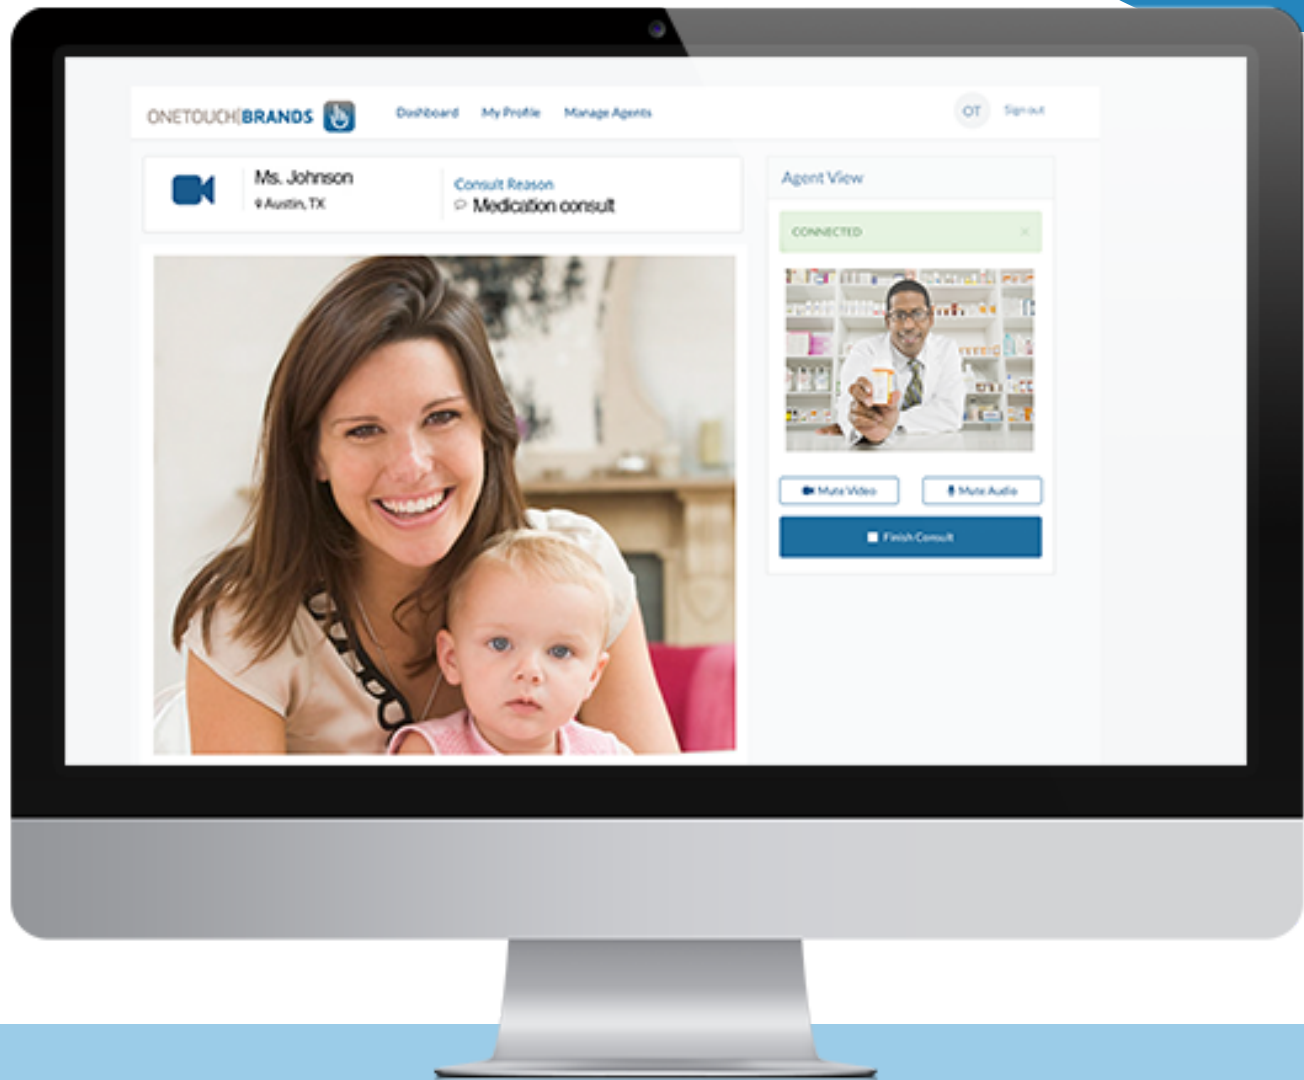 ONETOUCH|BRANDS Dashboard My Profile Manage Agents OT Sign out
Ms. Johnson
Austin, TX
Consult Reason
Medication consult
Agent View
CONNECTED ×
Mute Video Mute Audio
Finish Consult